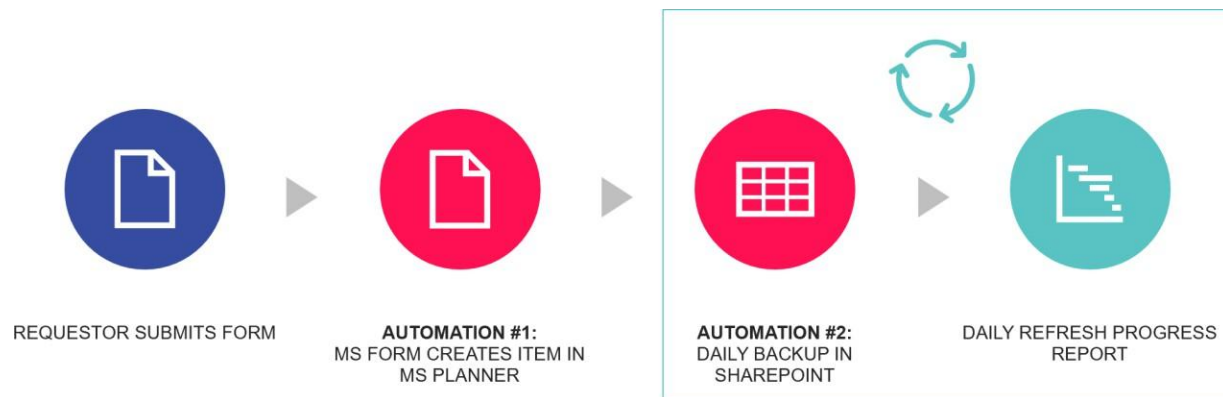 REQUESTOR SUBMITS FORM
AUTOMATION #1:
MS FORM CREATES ITEM IN
MS PLANNER
AUTOMATION #2:
DAILY BACKUP IN
SHAREPOINT
DAILY REFRESH PROGRESS
REPORT